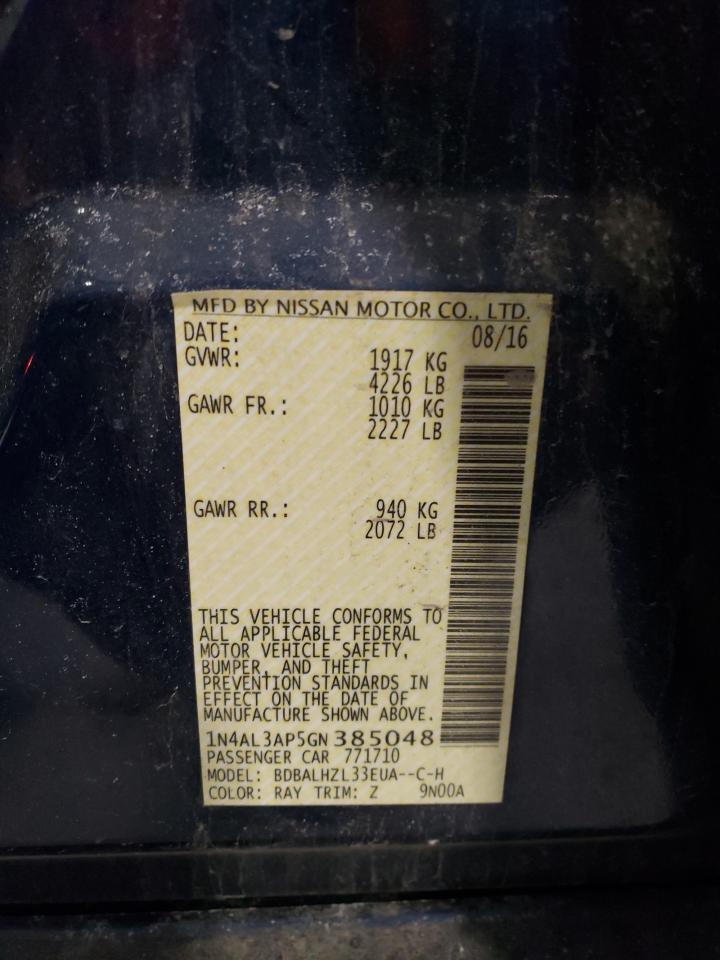 MFD BY NISSAN MOTOR CO., LTD.
DATE: 08/16
GVWR: 1917 KG
4226 LB
GAWR FR.: 1010 KG
2227 LB
GAWR RR.: 940 KG
2072 LB
THIS VEHICLE CONFORMS TO
ALL APPLICABLE FEDERAL
MOTOR VEHICLE SAFETY,
BUMPER, AND THEFT
PREVENTION STANDARDS IN
EFFECT ON THE DATE OF
MANUFACTURE SHOWN ABOVE.
1N4AL3AP5GN385048
PASSENGER CAR 771710
MODEL: BDBALHZL33EUA--C-H
COLOR: RAY TRIM: Z 9N00A